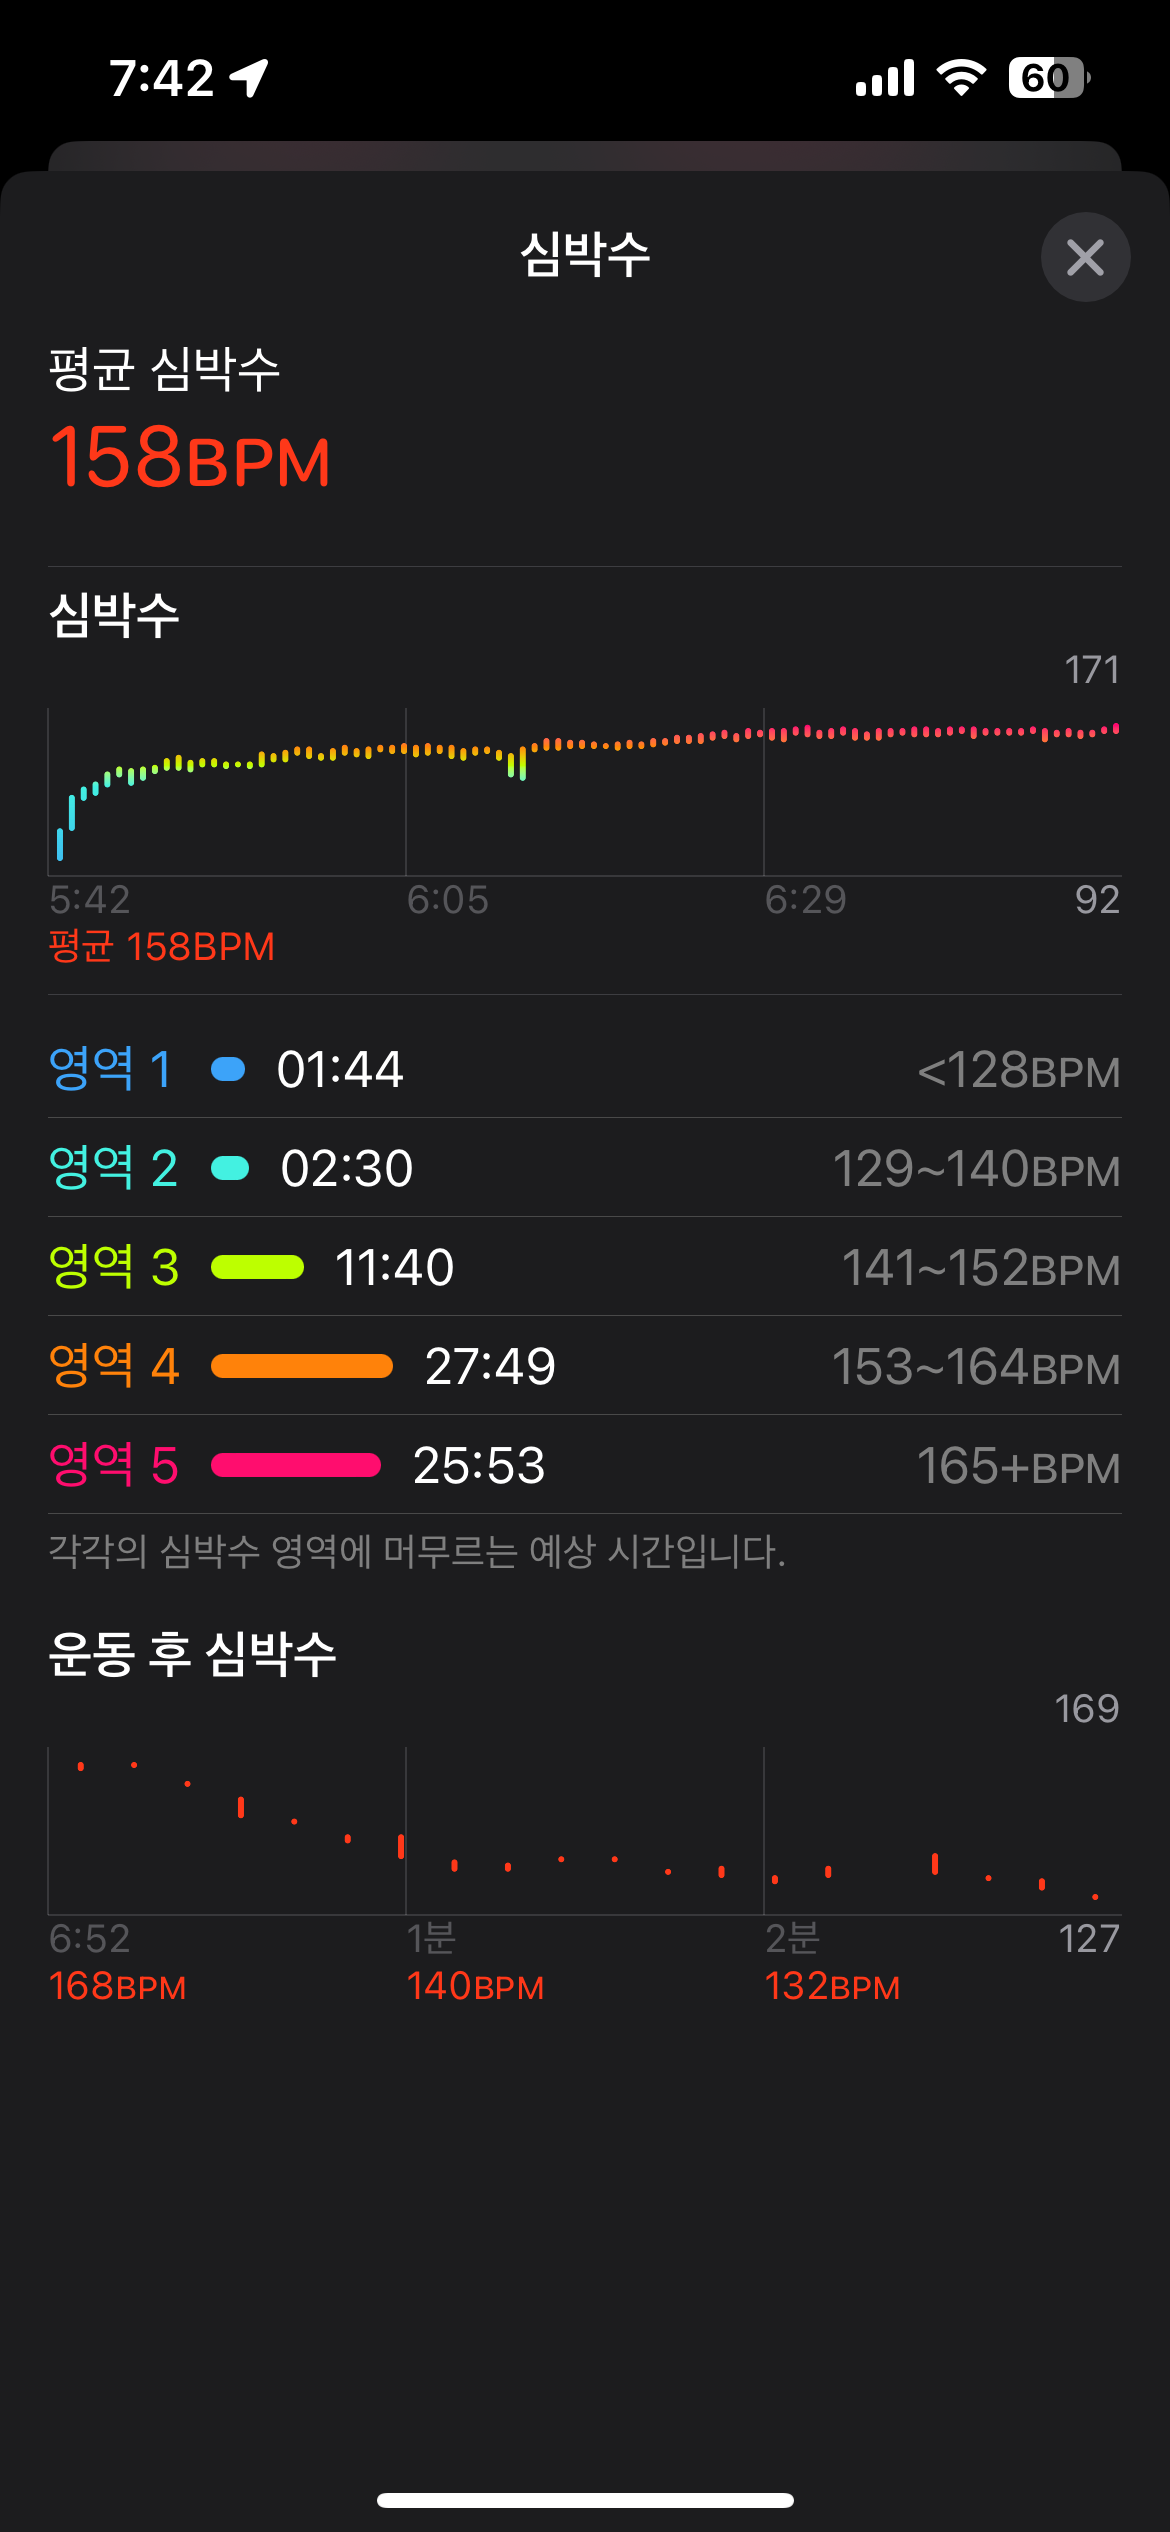 7:42
60
심박수
평균 심박수
158BPM
심박수
171
5:42 6:05 6:29 92
평균 158BPM
영역 1 01:44 <128BPM
영역 2 02:30 129~140BPM
영역 3 11:40 141~152BPM
영역 4 27:49 153~164BPM
영역 5 25:53 165+BPM
각각의 심박수 영역에 머무르는 예상 시간입니다.
운동 후 심박수
169
6:52 1분 2분 127
168BPM 140BPM 132BPM